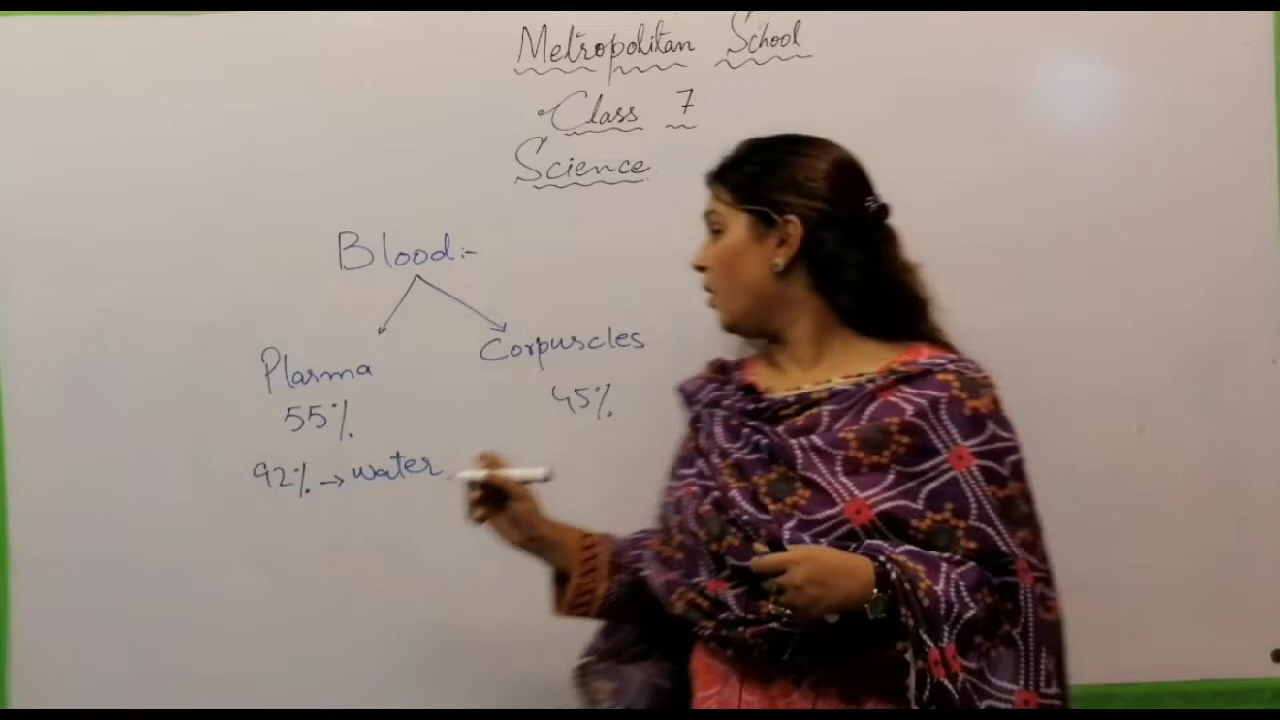 Metropolitan School
Class 7
Science
Blood:-
Plasma
Corpuscles
55%
45%
92% → water